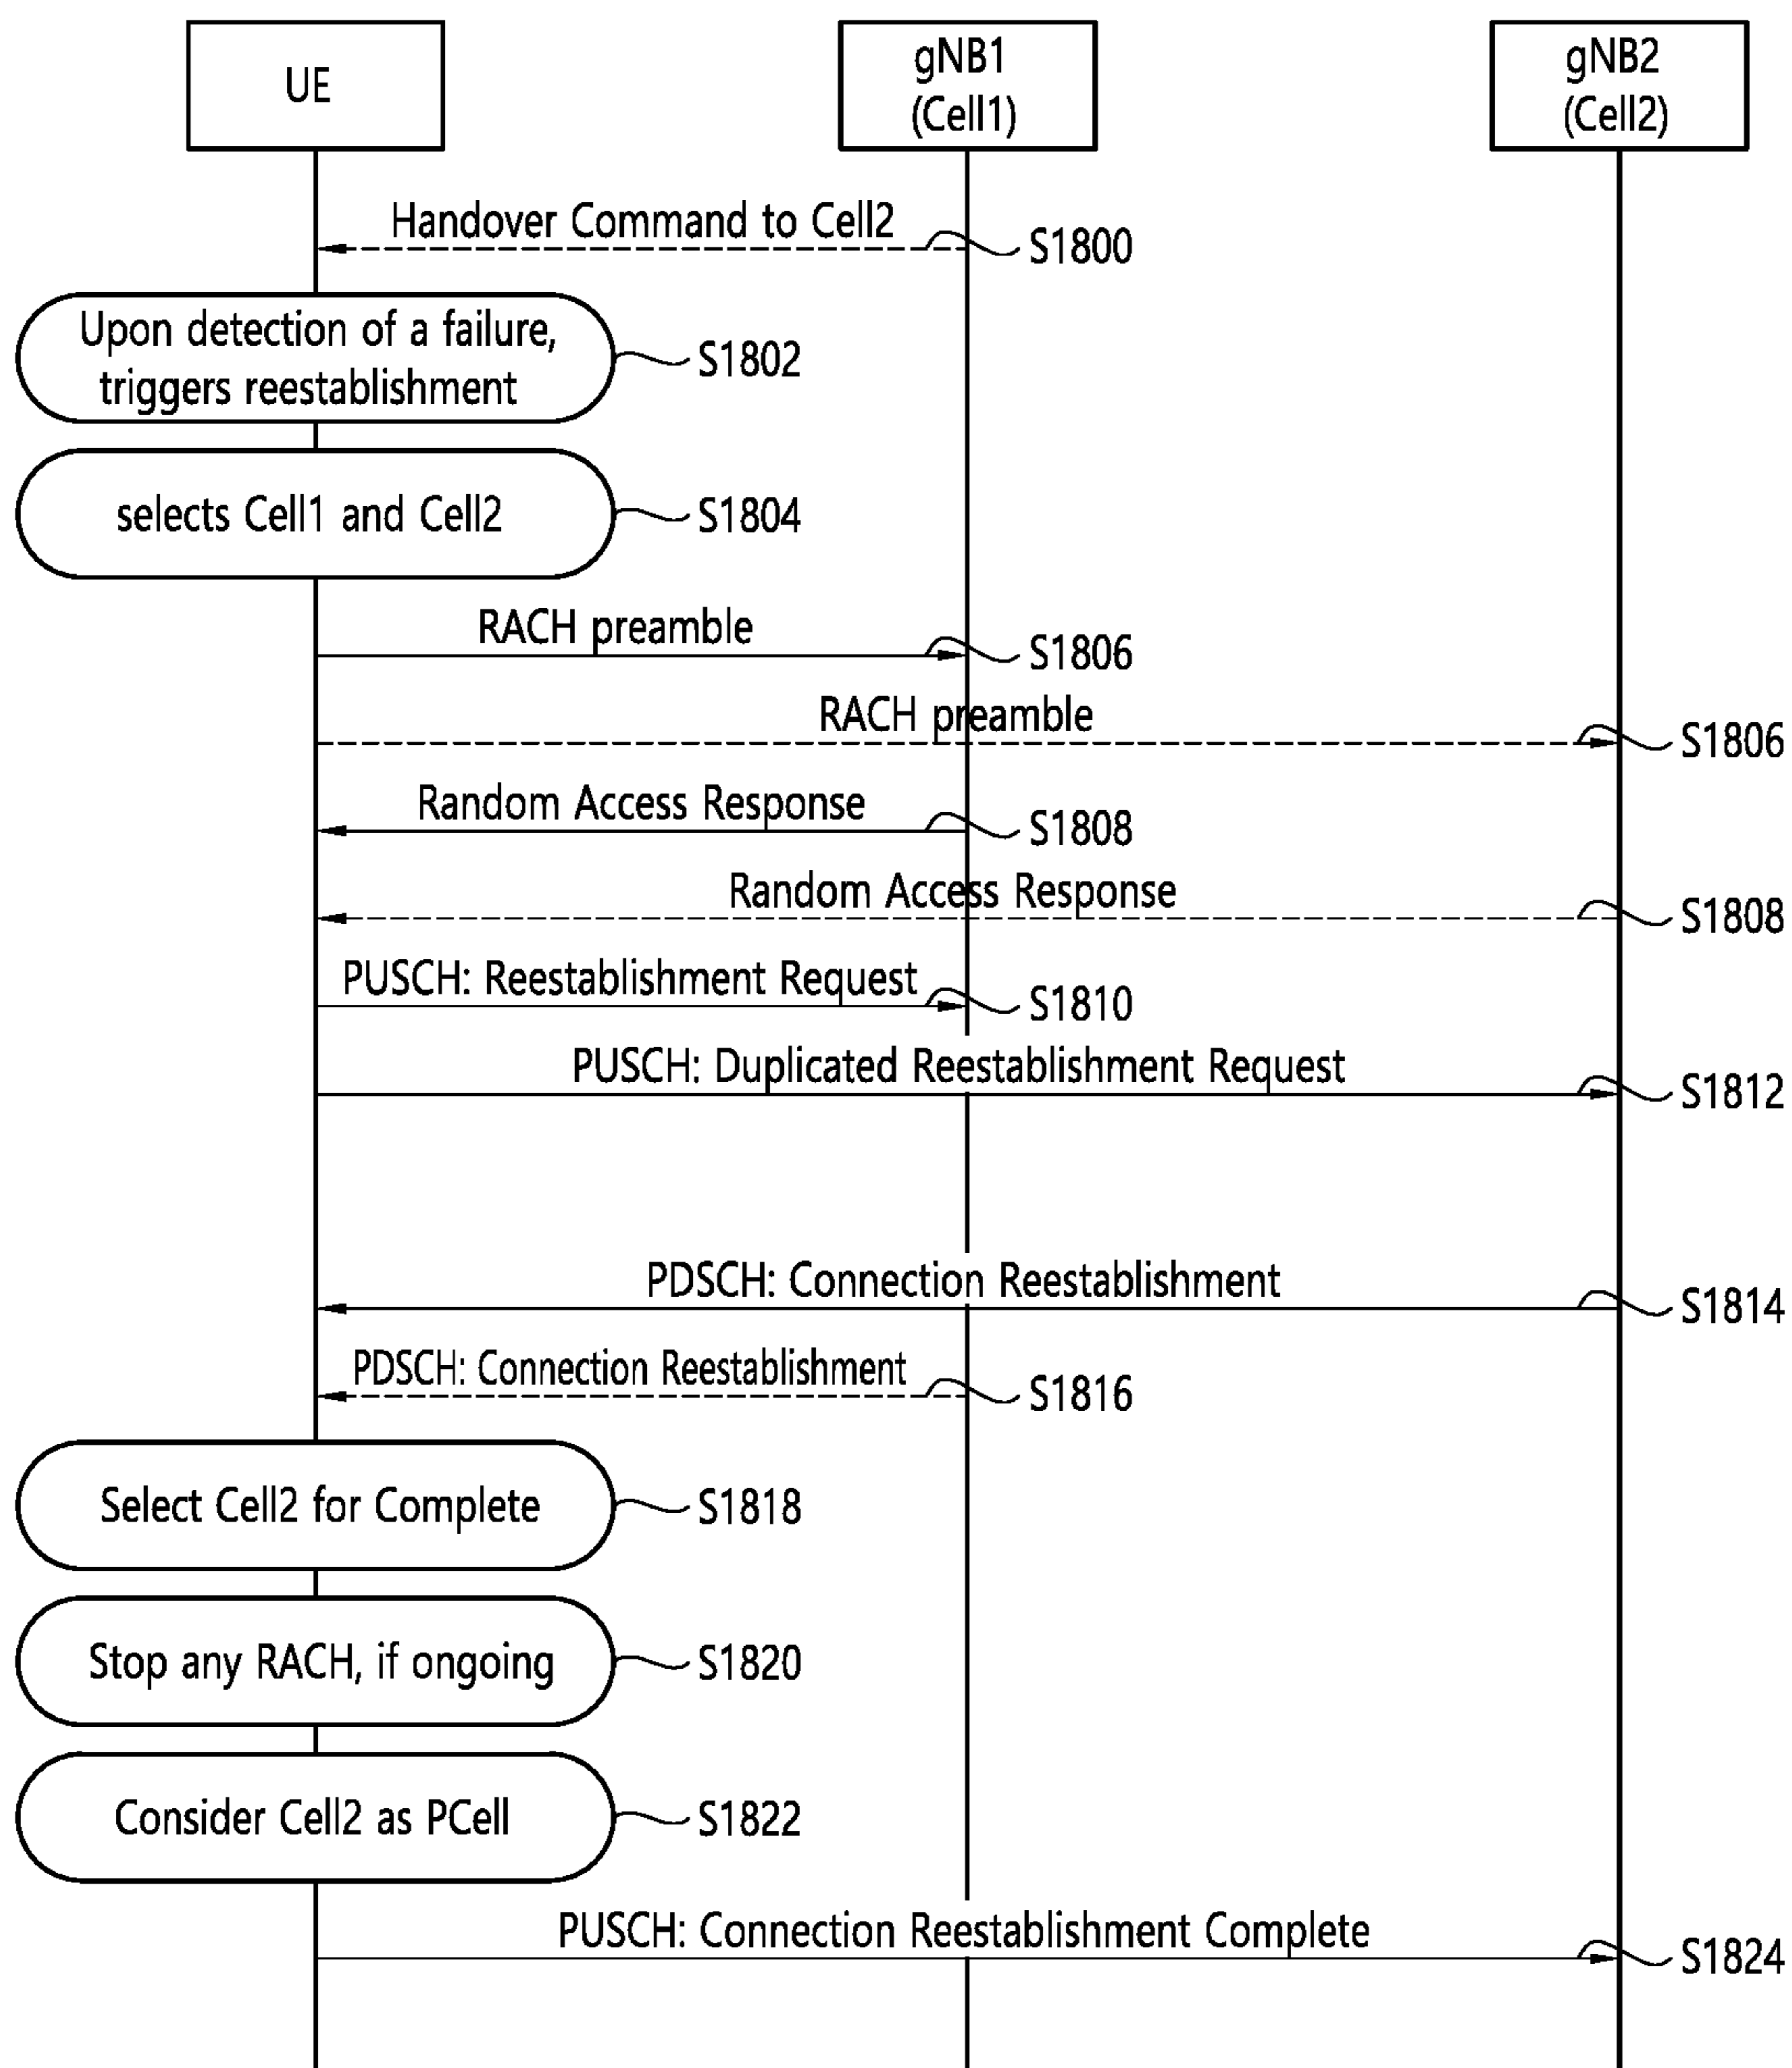 UE
gNB1
(Cell1)
gNB2
(Cell2)
Handover Command to Cell2
S1800
Upon detection of a failure,
triggers reestablishment
S1802
selects Cell1 and Cell2
S1804
RACH preamble
S1806
RACH preamble
S1806
Random Access Response
S1808
Random Access Response
S1808
PUSCH: Reestablishment Request
S1810
PUSCH: Duplicated Reestablishment Request
S1812
PDSCH: Connection Reestablishment
S1814
PDSCH: Connection Reestablishment
S1816
Select Cell2 for Complete
S1818
Stop any RACH, if ongoing
S1820
Consider Cell2 as PCell
S1822
PUSCH: Connection Reestablishment Complete
S1824